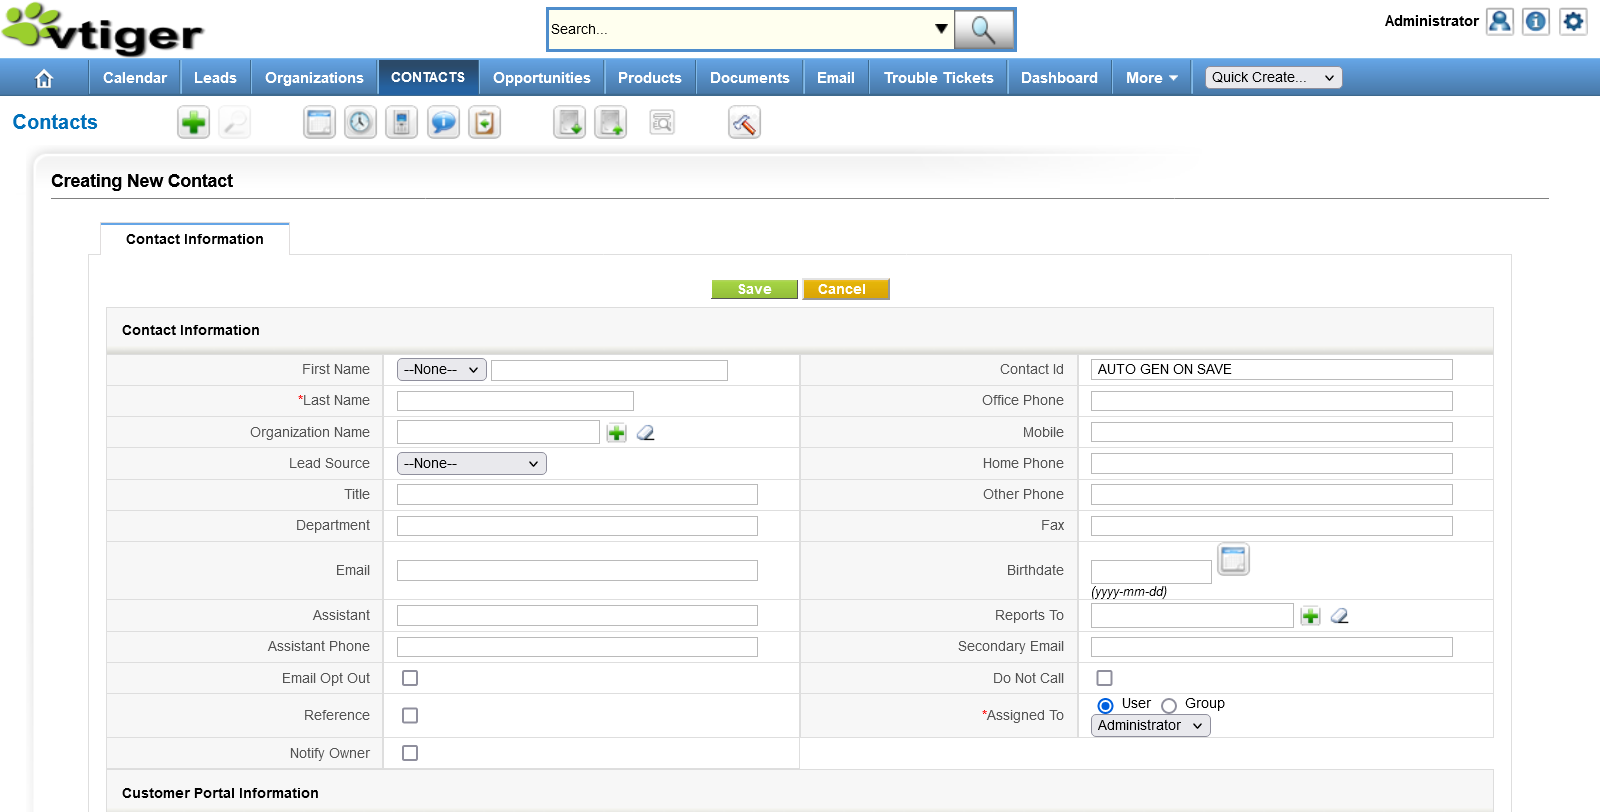 vtiger
Search...
Administrator
Calendar Leads Organizations CONTACTS Opportunities Products Documents Email Trouble Tickets Dashboard More Quick Create...
Contacts
Creating New Contact
Contact Information
Save Cancel
Contact Information
First Name --None-- Contact Id AUTO GEN ON SAVE
*Last Name Office Phone
Organization Name Mobile
Lead Source --None-- Home Phone
Title Other Phone
Department Fax
Email Birthdate
(yyyy-mm-dd)
Assistant Reports To
Assistant Phone Secondary Email
Email Opt Out Do Not Call
Reference *Assigned To User Group
Administrator
Notify Owner
Customer Portal Information